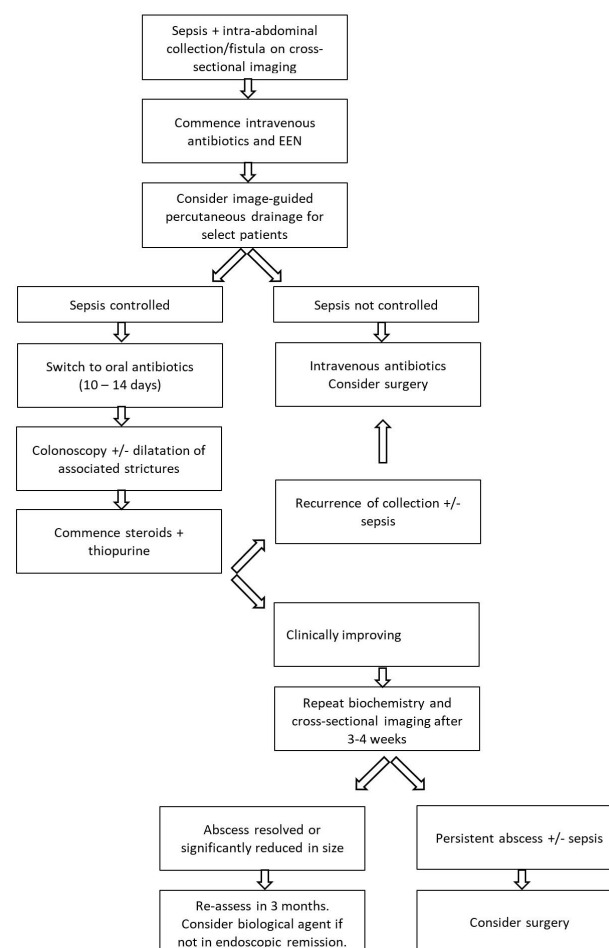 Sepsis + intra-abdominal
collection/fistula on cross-
sectional imaging
Commence intravenous
antibiotics and EEN
Consider image-guided
percutaneous drainage for
select patients
Sepsis controlled
Sepsis not controlled
Switch to oral antibiotics
(10 – 14 days)
Intravenous antibiotics
Consider surgery
Colonoscopy +/- dilatation of
associated strictures
Recurrence of collection +/-
sepsis
Commence steroids +
thiopurine
Clinically improving
Repeat biochemistry and
cross-sectional imaging after
3-4 weeks
Abscess resolved or
significantly reduced in size
Persistent abscess +/- sepsis
Re-assess in 3 months.
Consider biological agent if
not in endoscopic remission.
Consider surgery